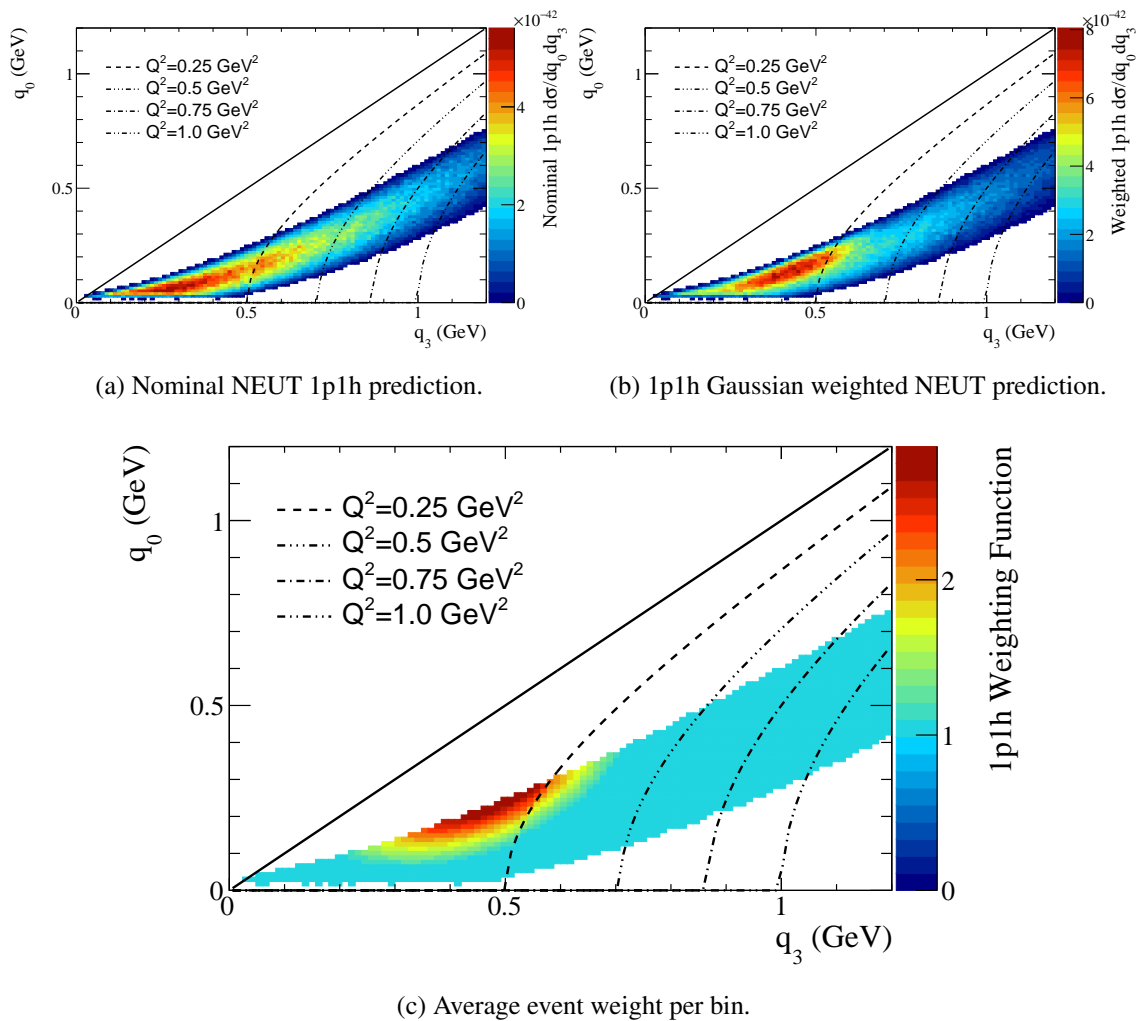 ×10⁻⁴²
q₀ (GeV)
Q²=0.25 GeV²
Q²=0.5 GeV²
Q²=0.75 GeV²
Q²=1.0 GeV²
1
0.5
0
0 0.5 1
q₃ (GeV)
4
2
0
Nominal 1p1h dσ/dq₀dq₃
(a) Nominal NEUT 1p1h prediction.
×10⁻⁴²
q₀ (GeV)
Q²=0.25 GeV²
Q²=0.5 GeV²
Q²=0.75 GeV²
Q²=1.0 GeV²
1
0.5
0
0 0.5 1
q₃ (GeV)
8
6
4
2
0
Weighted 1p1h dσ/dq₀dq₃
(b) 1p1h Gaussian weighted NEUT prediction.
q₀ (GeV)
Q²=0.25 GeV²
Q²=0.5 GeV²
Q²=0.75 GeV²
Q²=1.0 GeV²
1
0.5
0
0 0.5 1
q₃ (GeV)
2
1
0
1p1h Weighting Function
(c) Average event weight per bin.